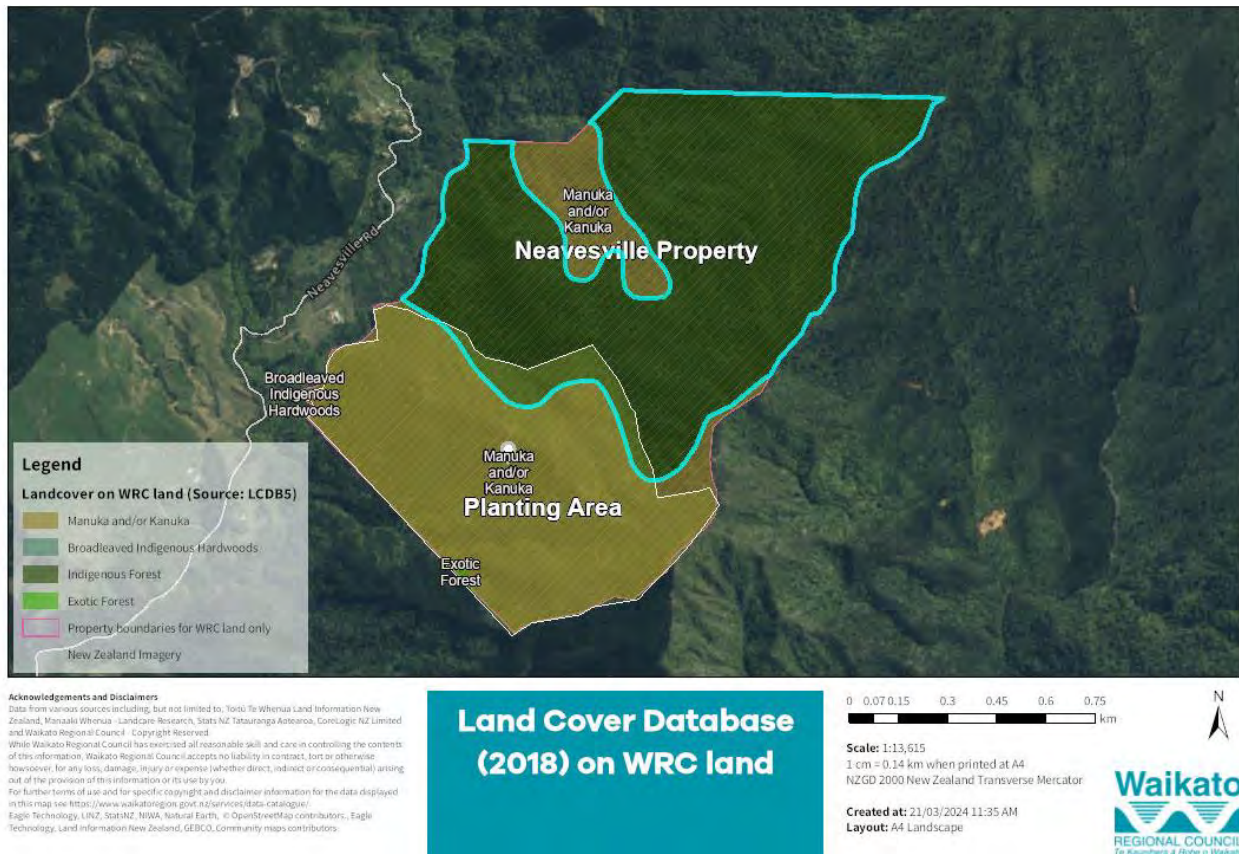 Manuka
and/or
Kanuka
Neavesville Property
Neavesville Rd
Broadleaved
Indigenous
Hardwoods
Manuka
and/or
Kanuka
Planting Area
Exotic
Forest
Legend
Landcover on WRC land (Source: LCDB5)
Manuka and/or Kanuka
Broadleaved Indigenous Hardwoods
Indigenous Forest
Exotic Forest
Property boundaries for WRC land only
New Zealand Imagery
Acknowledgements and Disclaimers
Data from various sources including, but not limited to, Toitū Te Whenua Land Information New
Zealand, Manaaki Whenua - Landcare Research, Stats NZ Tatauranga Aotearoa, CoreLogic NZ Limited
and Waikato Regional Council - Copyright Reserved
While Waikato Regional Council has exercised all reasonable skill and care in controlling the contents
of this information, Waikato Regional Council accepts no liability in contract, tort or otherwise
howsoever, for any loss, damage, injury or expense (whether direct, indirect or consequential) arising
out of the provision of this information or its use by you.
For further terms of use and for specific copyright and disclaimer information for the data displayed
in this map see https://www.waikatoregion.govt.nz/services/data-catalogue/
Eagle Technology, LINZ, StatsNZ, NIWA, Natural Earth, © OpenStreetMap contributors., Eagle
Technology, Land Information New Zealand, GEBCO, Community maps contributors
Land Cover Database
(2018) on WRC land
0 0.07 0.15 0.3 0.45 0.6 0.75
km
N
Scale: 1:13,615
1 cm = 0.14 km when printed at A4
NZGD 2000 New Zealand Transverse Mercator
Created at: 21/03/2024 11:35 AM
Layout: A4 Landscape
Waikato
REGIONAL COUNCIL
Te Kaunihera ā Rohe o Waikato